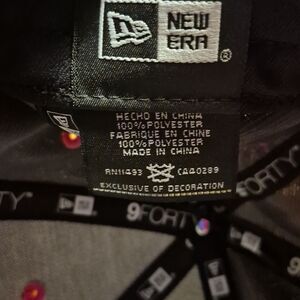 NEW
ERA
®
HECHO EN CHINA
100% POLYESTER
FABRIQUE EN CHINE
100% POLYESTER
MADE IN CHINA
RN11493 CA40289
EXCLUSIVE OF DECORATION
9FORTY
9FORTY